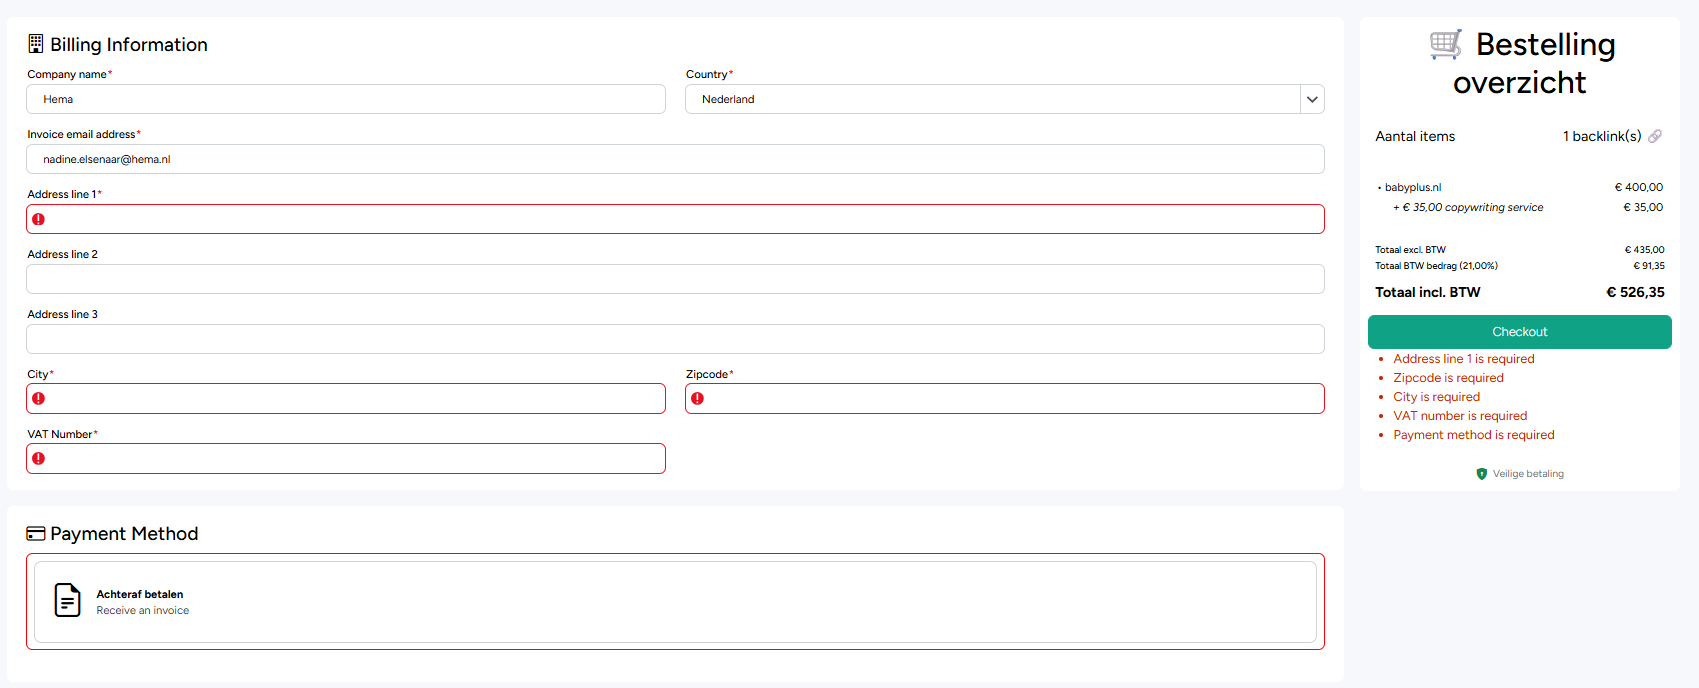 Billing Information
Company name*
Country*
Hema
Nederland
Invoice email address*
nadine.elsenaar@hema.nl
Address line 1*
Address line 2
Address line 3
City*
Zipcode*
VAT Number*
Payment Method
Achteraf betalen
Receive an invoice
Bestelling
overzicht
Aantal items 1 backlink(s)
• babyplus.nl € 400,00
+ € 35,00 copywriting service € 35,00
Totaal excl. BTW € 435,00
Totaal BTW bedrag (21,00%) € 91,35
Totaal incl. BTW € 526,35
Checkout
• Address line 1 is required
• Zipcode is required
• City is required
• VAT number is required
• Payment method is required
Veilige betaling